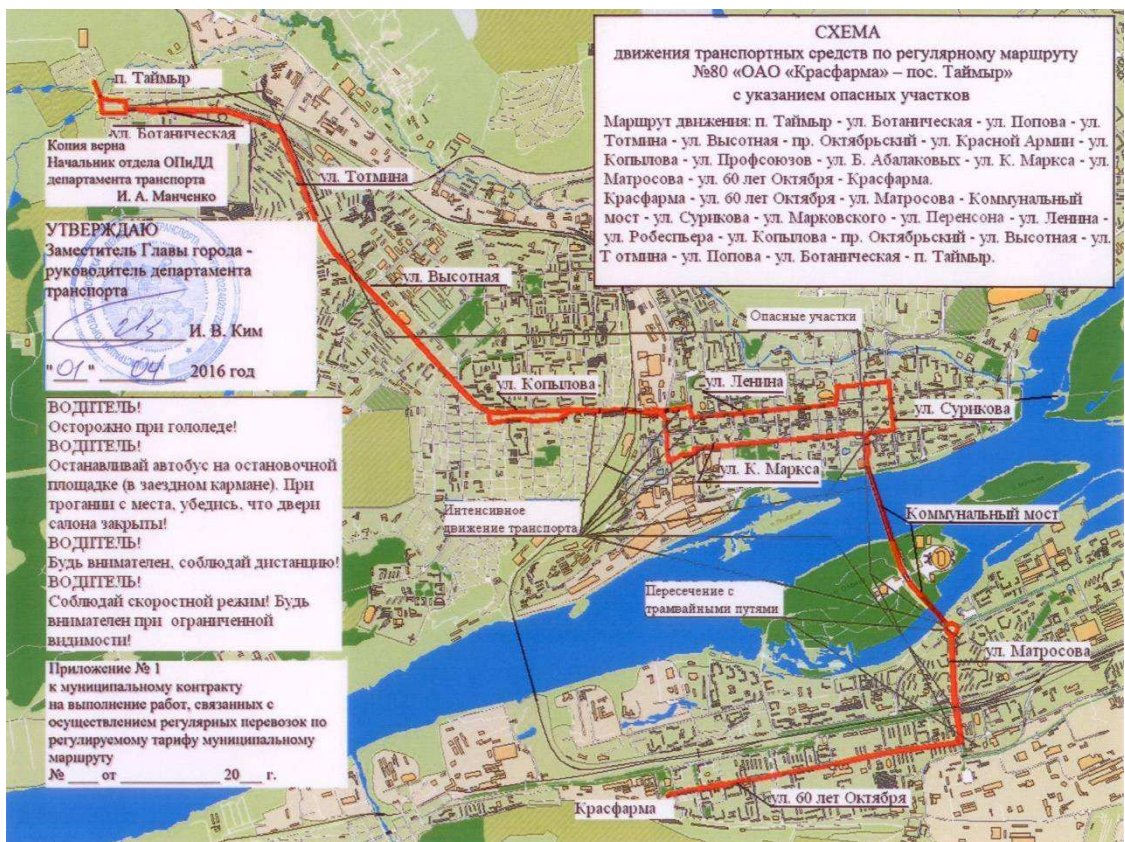 СХЕМА
движения транспортных средств по регулярному маршруту
№80 «ОАО «Красфарма» – пос. Таймыр»
с указанием опасных участков
Маршрут движения: п. Таймыр - ул. Ботаническая - ул. Попова - ул.
Тотмина - ул. Высотная - пр. Октябрьский - ул. Красной Армии - ул.
Копылова - ул. Профсоюзов - ул. Б. Абалаковых - ул. К. Маркса - ул.
Матросова - ул. 60 лет Октября - Красфарма.
Красфарма - ул. 60 лет Октября - ул. Матросова - Коммунальный
мост - ул. Сурикова - ул. Марковского - ул. Перенсона - ул. Ленина -
ул. Робеспьера - ул. Копылова - пр. Октябрьский - ул. Высотная - ул.
Т отмина - ул. Попова - ул. Ботаническая - п. Таймыр.
п. Таймыр
ул. Ботаническая
Копия верна
Начальник отдела ОПиДД
департамента транспорта
И. А. Манченко
ул. Тотмина
УТВЕРЖДАЮ
Заместитель Главы города -
руководитель департамента
транспорта
И. В. Ким
"01" 04 2016 год
ул. Высотная
Опасные участки
ул. Копылова
ул. Ленина
ул. Сурикова
ул. К. Маркса
ВОДИТЕЛЬ!
Осторожно при гололеде!
ВОДИТЕЛЬ!
Останавливай автобус на остановочной
площадке (в заездном кармане). При
трогании с места, убедись, что двери
салона закрыты!
ВОДИТЕЛЬ!
Будь внимателен, соблюдай дистанцию!
ВОДИТЕЛЬ!
Соблюдай скоростной режим! Будь
внимателен при ограниченной
видимости!
Интенсивное
движение транспорта
Коммунальный мост
Пересечение с
трамвайными путями
ул. Матросова
Приложение № 1
к муниципальному контракту
на выполнение работ, связанных с
осуществлением регулярных перевозок по
регулируемому тарифу муниципальному
маршруту
№ ____ от ______________ 20___ г.
Красфарма
ул. 60 лет Октября